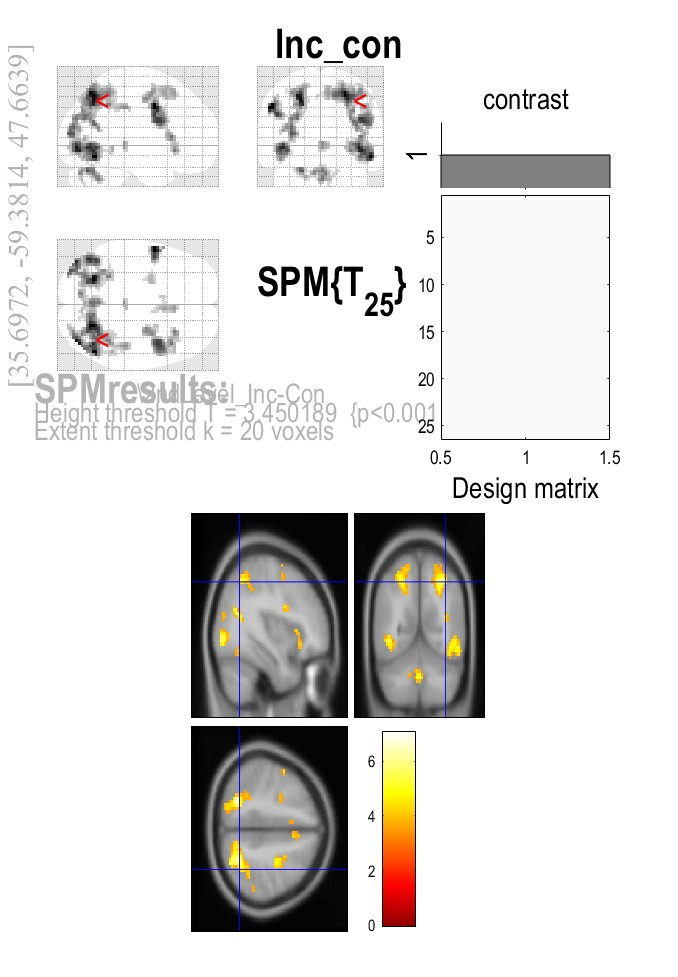 Inc_con
[35.6972, -59.3814, 47.6639]
<
<
contrast
1
SPM{T25}
<
5
10
15
20
25
0.5 1 1.5
Design matrix
SPMresults:
Inc-Con
Height threshold T = 3.450189 {p<0.001
Extent threshold k = 20 voxels
6
4
2
0